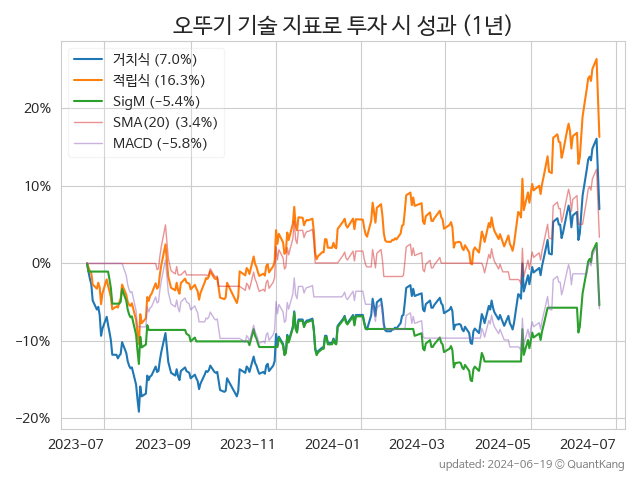 오뚜기 기술 지표로 투자 시 성과 (1년)
거치식 (7.0%)
적립식 (16.3%)
SigM (−5.4%)
SMA(20) (3.4%)
MACD (−5.8%)
20%
10%
0%
−10%
−20%
2023-07 2023-09 2023-11 2024-01 2024-03 2024-05 2024-07
updated: 2024-06-19 ⓒ QuantKang